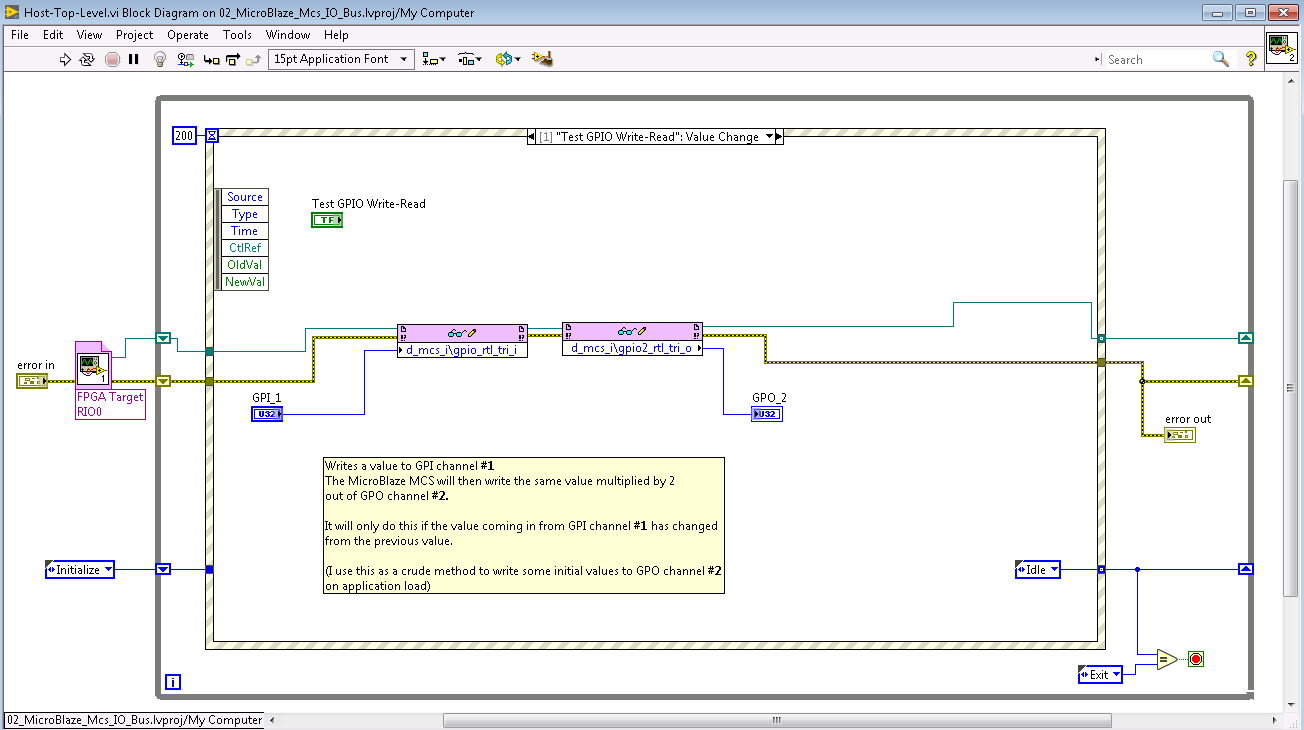 Host-Top-Level.vi Block Diagram on 02_MicroBlaze_Mcs_IO_Bus.lvproj/My Computer
File Edit View Project Operate Tools Window Help
15pt Application Font
Search
2
200
[1] "Test GPIO Write-Read": Value Change
Source
Type
Time
CtlRef
OldVal
NewVal
Test GPIO Write-Read
TF
error in
1
FPGA Target
RIO0
d_mcs_i\gpio_rtl_tri_i
d_mcs_i\gpio2_rtl_tri_o
GPI_1
U32
GPO_2
U32
error out
Writes a value to GPI channel #1
The MicroBlaze MCS will then write the same value multiplied by 2
out of GPO channel #2.
It will only do this if the value coming in from GPI channel #1 has changed
from the previous value.
(I use this as a crude method to write some initial values to GPO channel #2
on application load)
Initialize
Idle
Exit
=
i
02_MicroBlaze_Mcs_IO_Bus.lvproj/My Computer